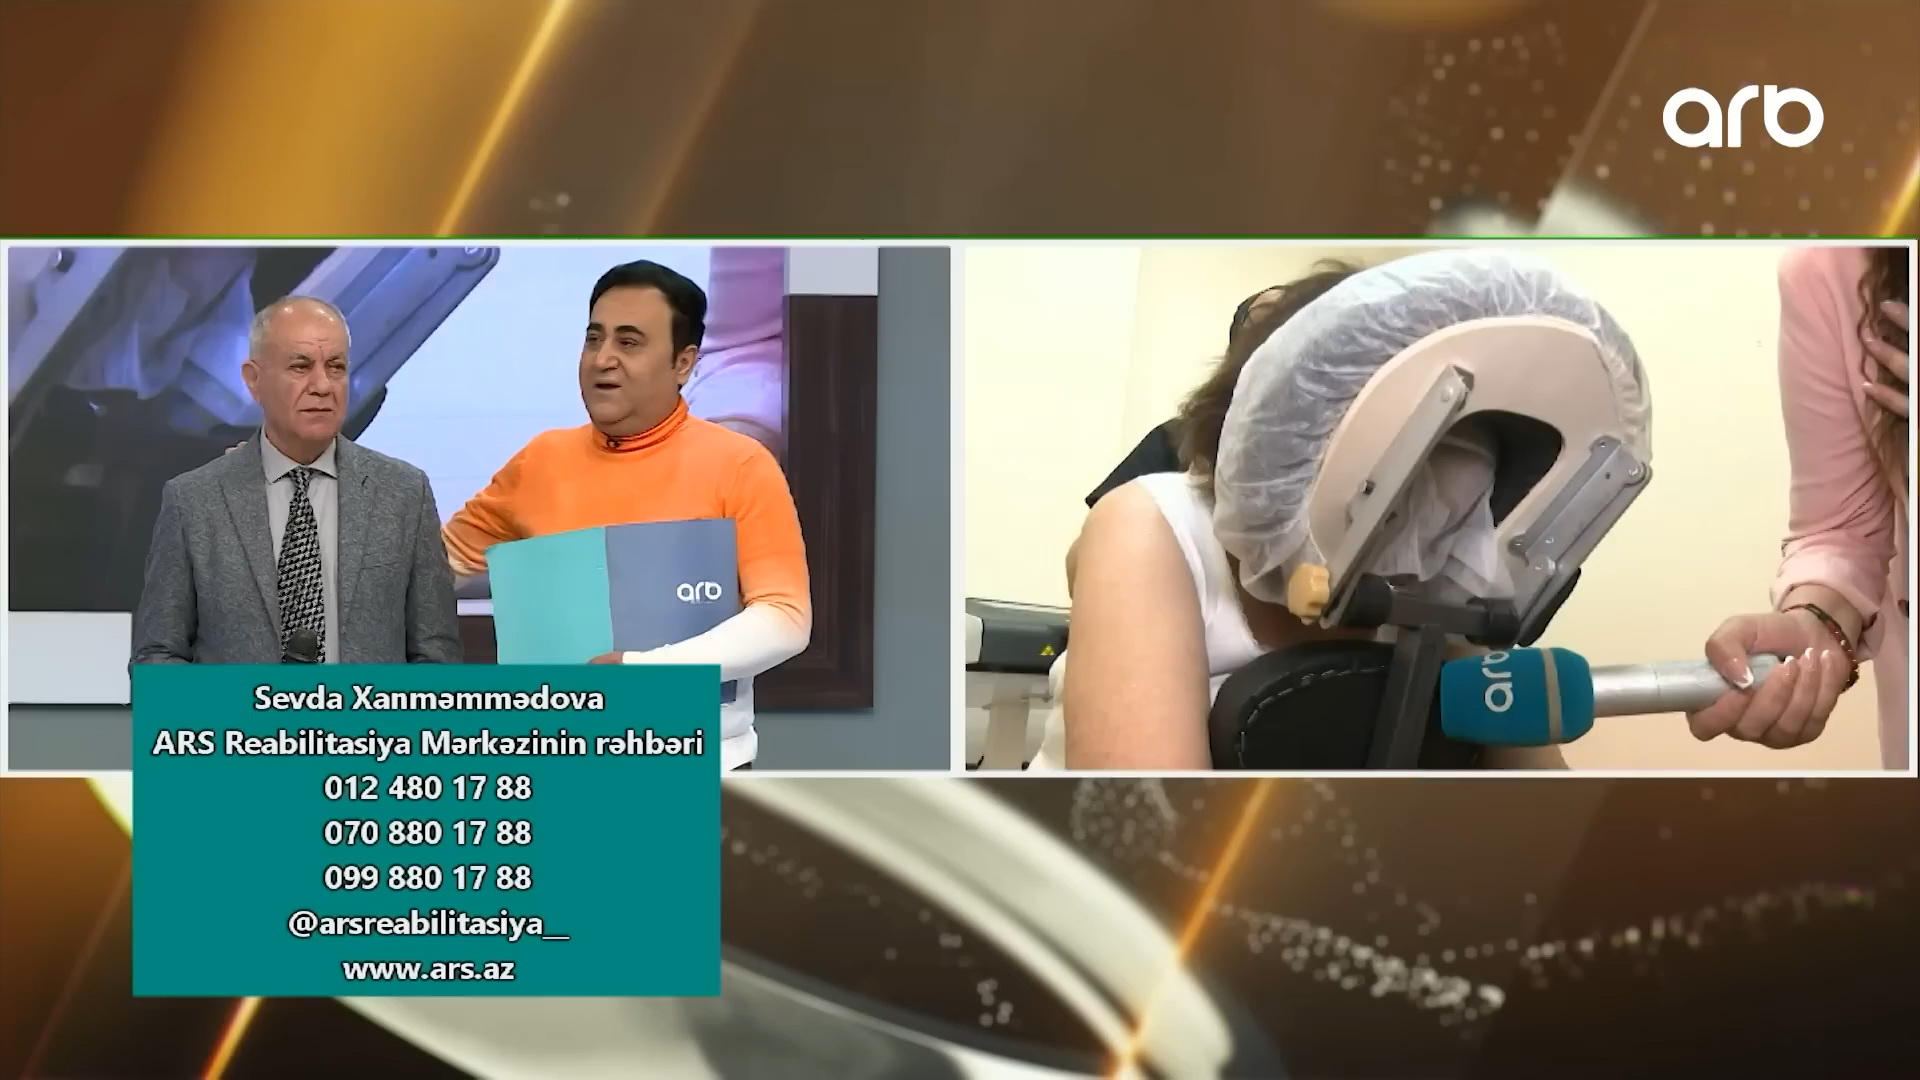 arb
arb
arb
Sevda Xanməmmədova
ARS Reabilitasiya Mərkəzinin rəhbəri
012 480 17 88
070 880 17 88
099 880 17 88
@arsreabilitasiya__
www.ars.az